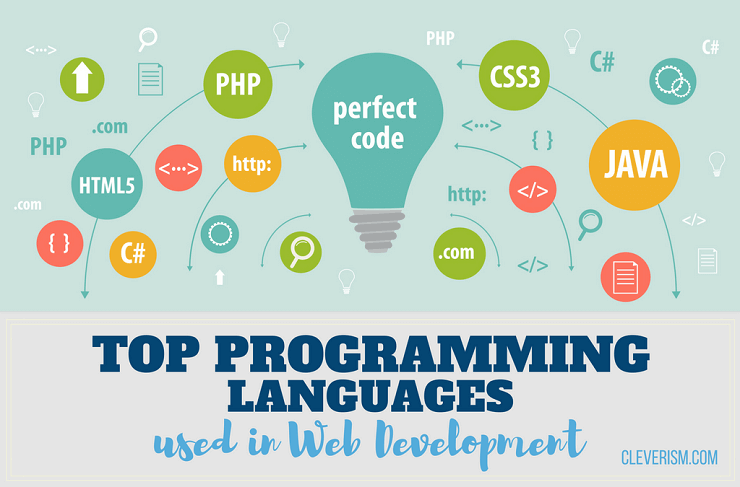 PHP
C#
C#
<···>
PHP
CSS3
perfect
code
.com
PHP
<···>
{ }
HTML5
<···>
http:
JAVA
.com
http:
</>
</>
{ }
C#
.com
</>
TOP PROGRAMMING
LANGUAGES
used in Web Development
CLEVERISM.COM